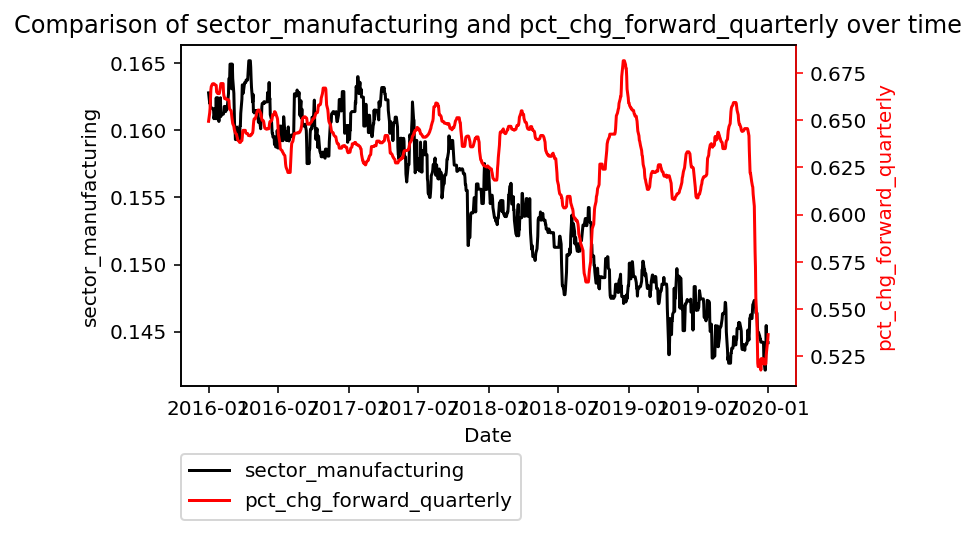 Comparison of sector_manufacturing and pct_chg_forward_quarterly over time
sector_manufacturing
0.165
0.160
0.155
0.150
0.145
0.675
0.650
0.625
0.600
0.575
0.550
0.525
pct_chg_forward_quarterly
2016-01 2016-07 2017-01 2017-07 2018-01 2018-07 2019-01 2019-07 2020-01
Date
sector_manufacturing
pct_chg_forward_quarterly